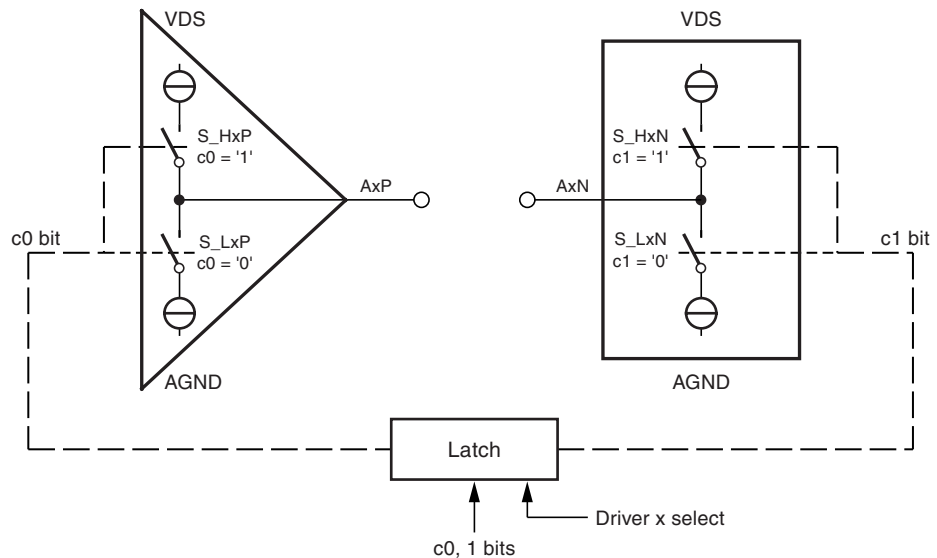 VDS
VDS
S_HxP
c0 = '1'
S_HxN
c1 = '1'
AxP
AxN
c0 bit
S_LxP
c0 = '0'
S_LxN
c1 = '0'
c1 bit
AGND
AGND
Latch
Driver x select
c0, 1 bits